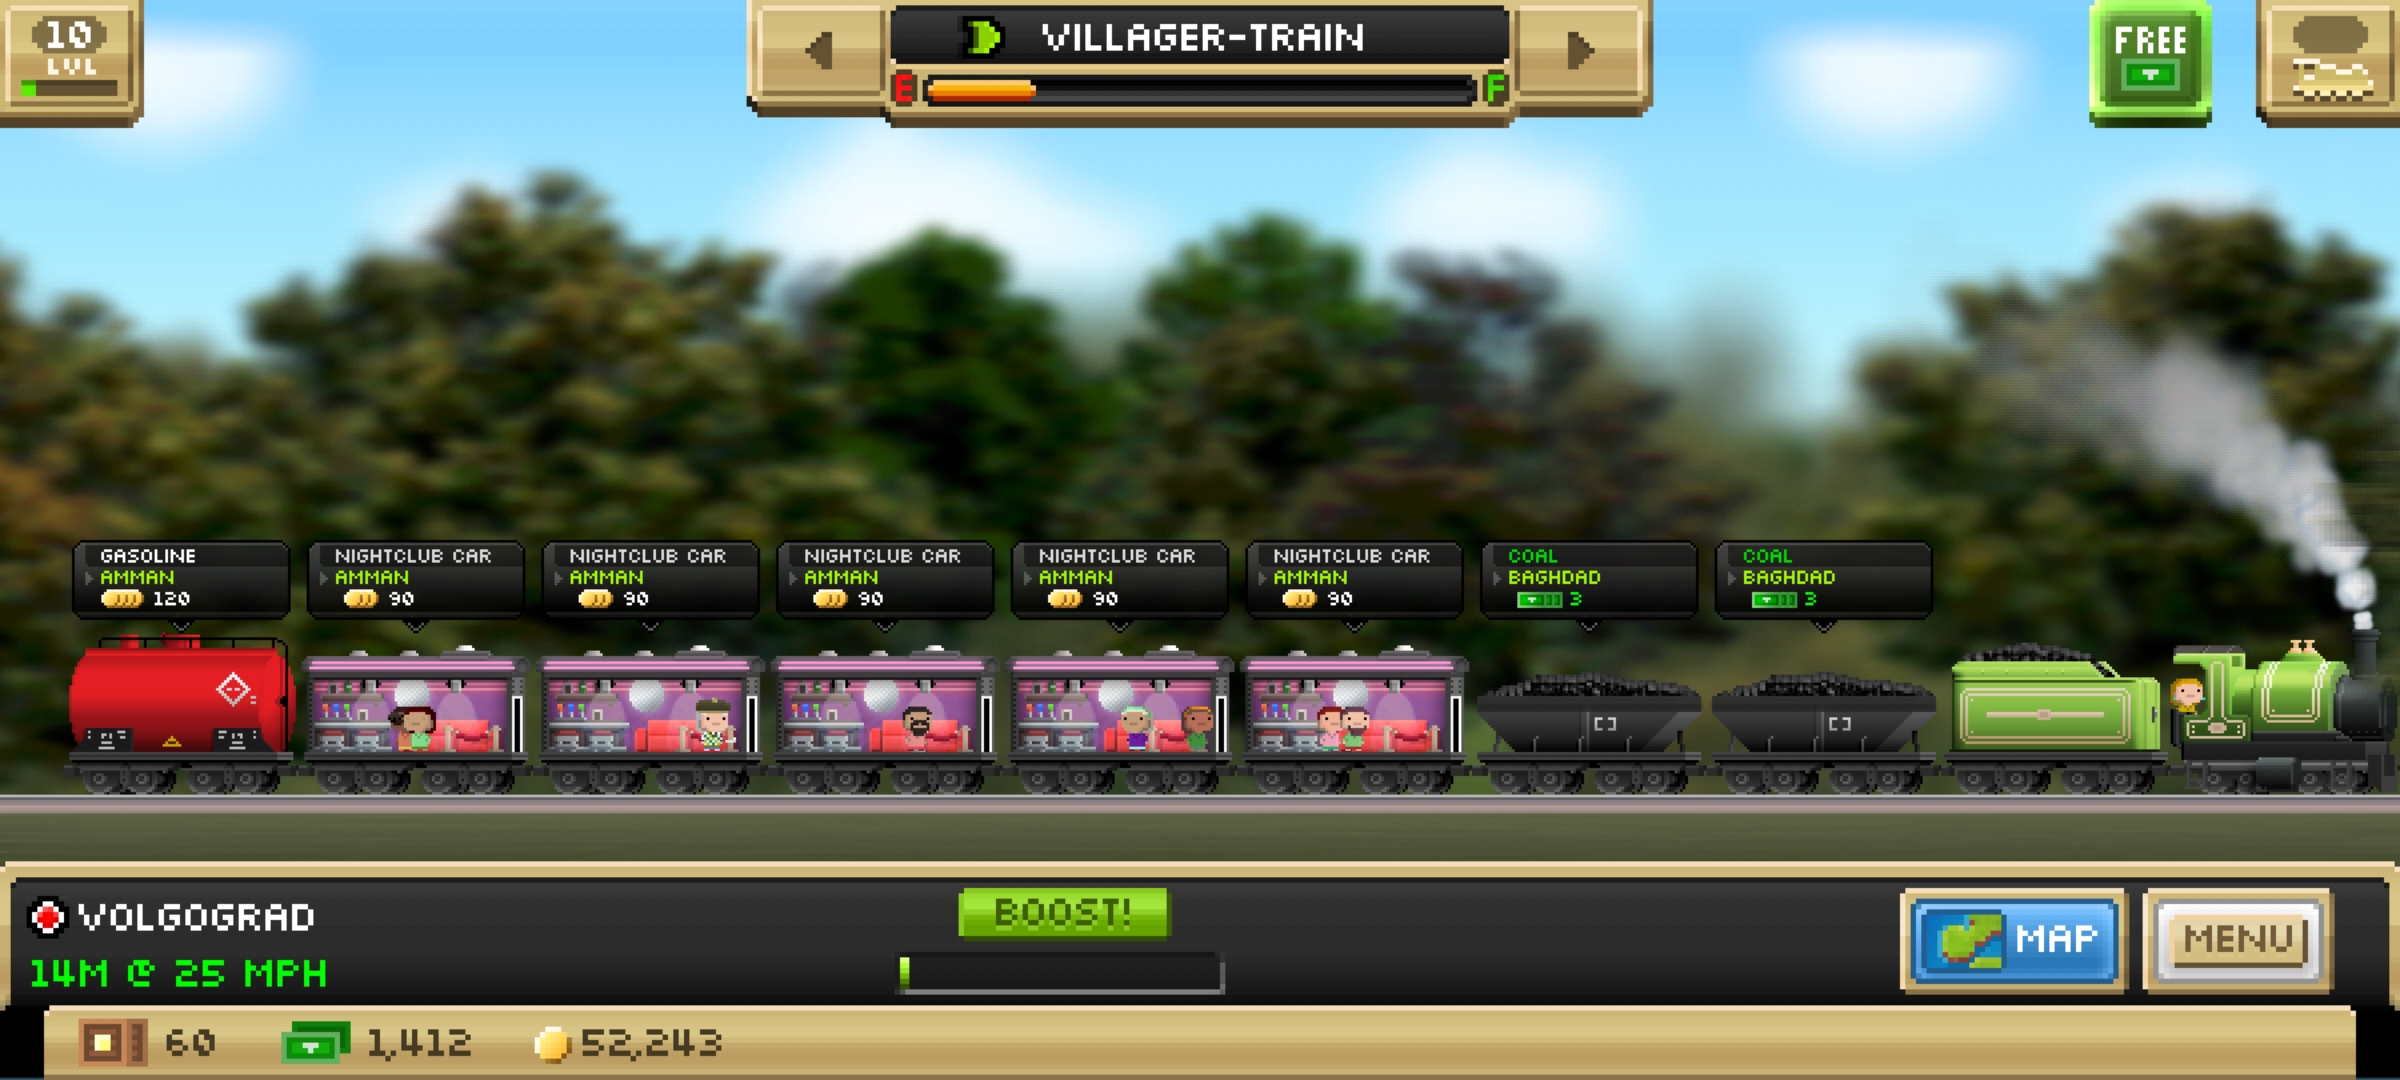 10
LVL
VILLAGER-TRAIN
E F
FREE
GASOLINE
AMMAN
120
NIGHTCLUB CAR
AMMAN
90
NIGHTCLUB CAR
AMMAN
90
NIGHTCLUB CAR
AMMAN
90
NIGHTCLUB CAR
AMMAN
90
NIGHTCLUB CAR
AMMAN
90
COAL
BAGHDAD
3
COAL
BAGHDAD
3
VOLGOGRAD
14M @ 25 MPH
BOOST!
MAP
MENU
60
1,412
52,243